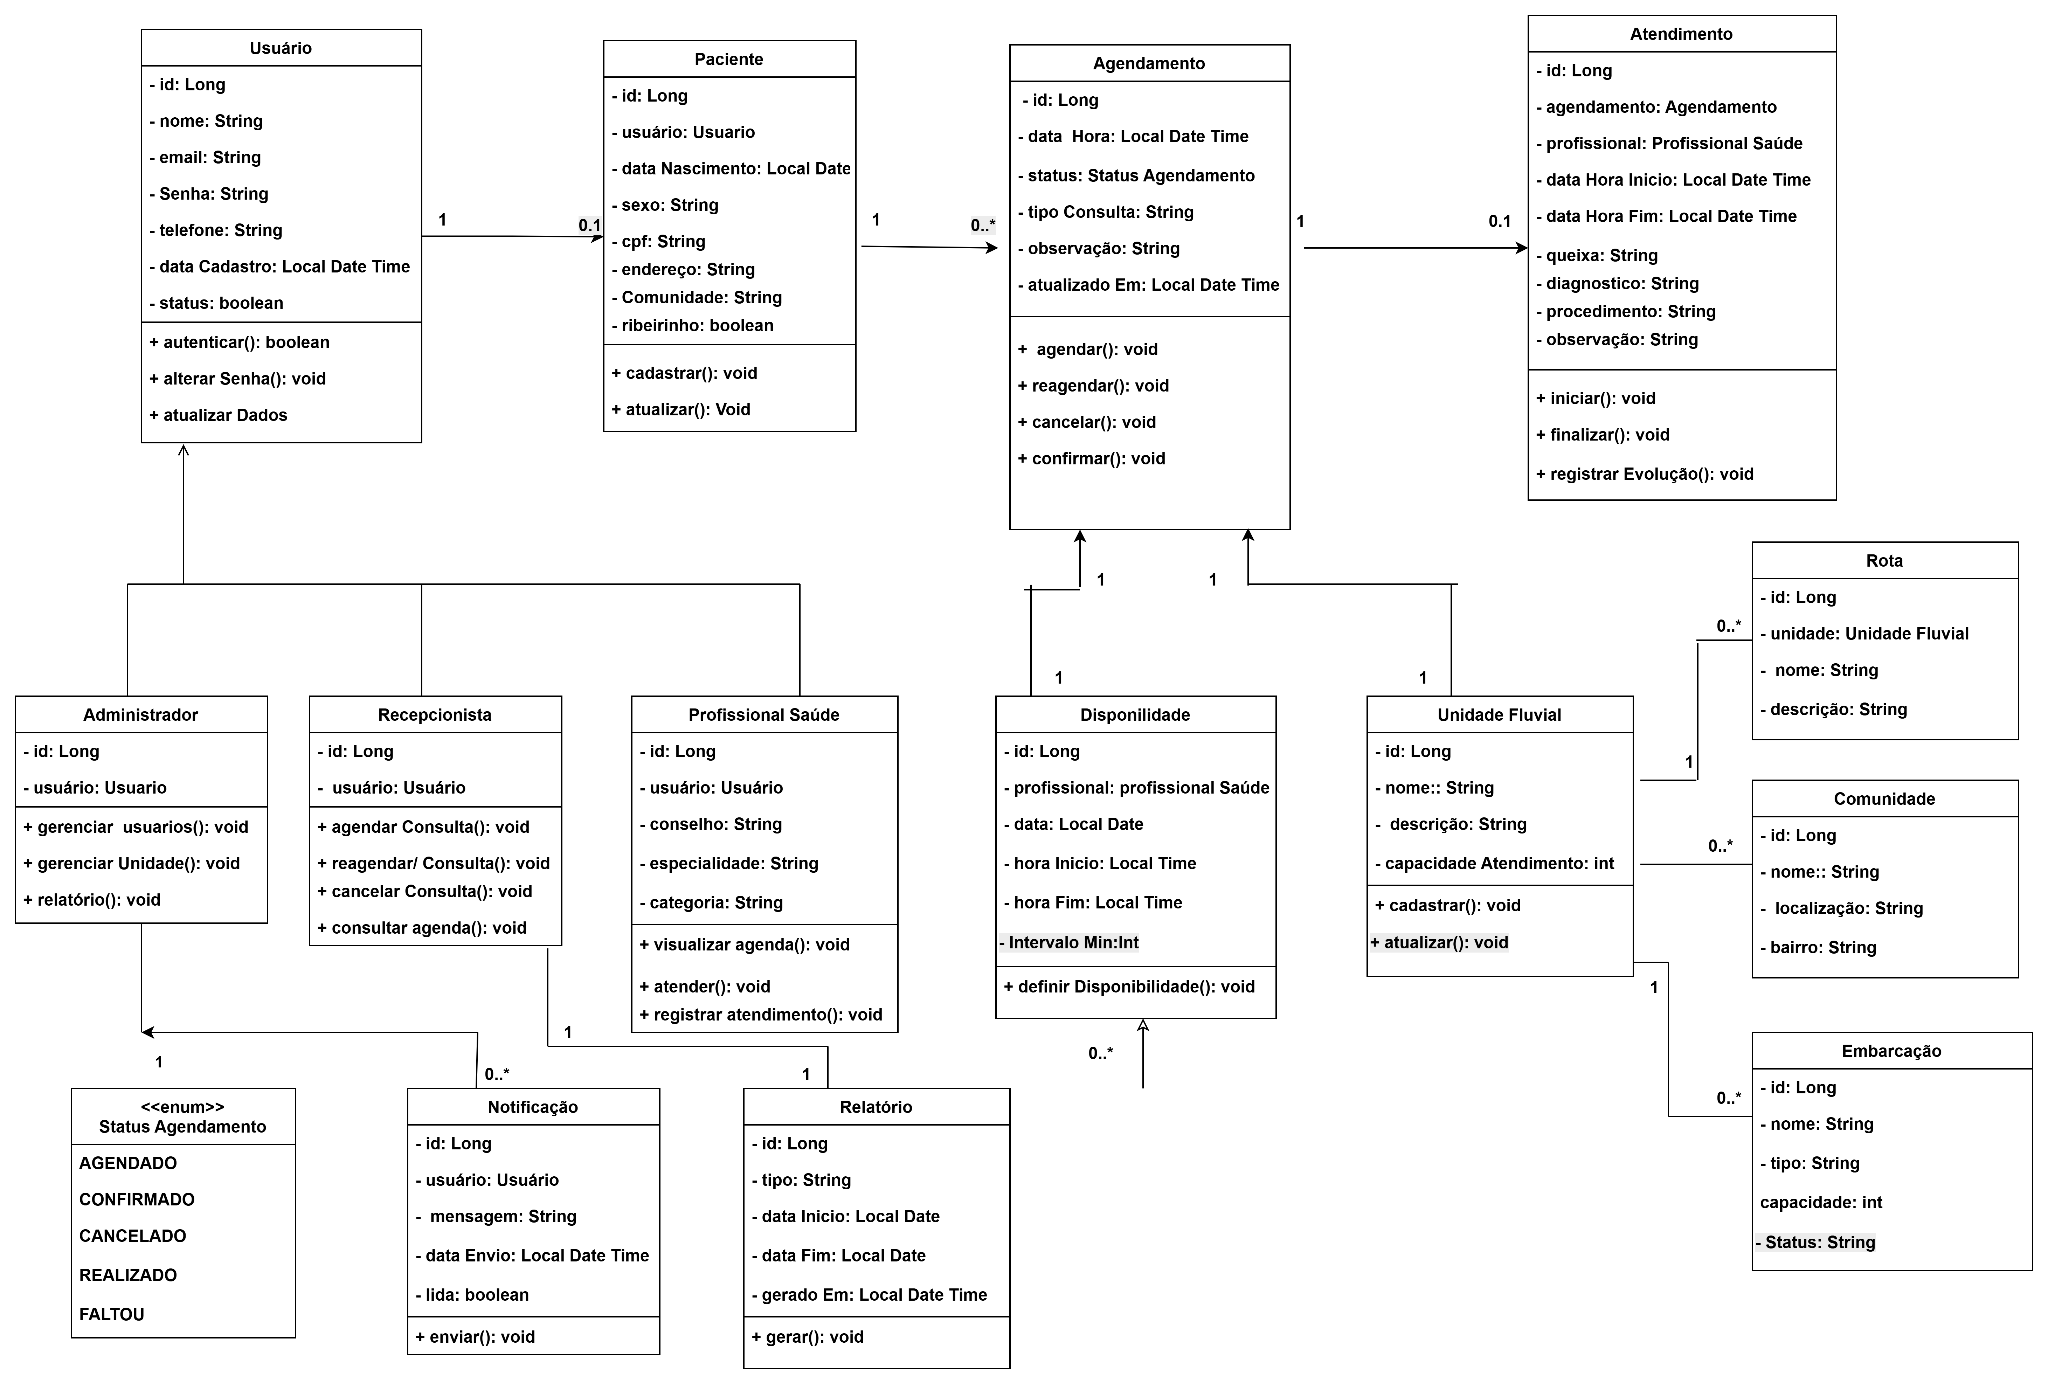 Usuário
- id: Long
- nome: String
- email: String
- Senha: String
- telefone: String
- data Cadastro: Local Date Time
- status: boolean
+ autenticar(): boolean
+ alterar Senha(): void
+ atualizar Dados
1
0.1
Paciente
- id: Long
- usuário: Usuario
- data Nascimento: Local Date
- sexo: String
- cpf: String
- endereço: String
- Comunidade: String
- ribeirinho: boolean
+ cadastrar(): void
+ atualizar(): Void
1
0..*
Agendamento
- id: Long
- data  Hora: Local Date Time
- status: Status Agendamento
- tipo Consulta: String
- observação: String
- atualizado Em: Local Date Time
+  agendar(): void
+ reagendar(): void
+ cancelar(): void
+ confirmar(): void
1
0.1
Atendimento
- id: Long
- agendamento: Agendamento
- profissional: Profissional Saúde
- data Hora Inicio: Local Date Time
- data Hora Fim: Local Date Time
- queixa: String
- diagnostico: String
- procedimento: String
- observação: String
+ iniciar(): void
+ finalizar(): void
+ registrar Evolução(): void
1
1
1
1
Administrador
- id: Long
- usuário: Usuario
+ gerenciar  usuarios(): void
+ gerenciar Unidade(): void
+ relatório(): void
Recepcionista
- id: Long
-  usuário: Usuário
+ agendar Consulta(): void
+ reagendar/ Consulta(): void
+ cancelar Consulta(): void
+ consultar agenda(): void
Profissional Saúde
- id: Long
- usuário: Usuário
- conselho: String
- especialidade: String
- categoria: String
+ visualizar agenda(): void
+ atender(): void
+ registrar atendimento(): void
Disponilidade
- id: Long
- profissional: profissional Saúde
- data: Local Date
- hora Inicio: Local Time
- hora Fim: Local Time
- Intervalo Min:Int
+ definir Disponibilidade(): void
0..*
Unidade Fluvial
- id: Long
- nome:: String
-  descrição: String
- capacidade Atendimento: int
+ cadastrar(): void
+ atualizar(): void
0..*
1
Rota
- id: Long
- unidade: Unidade Fluvial
-  nome: String
- descrição: String
0..*
Comunidade
- id: Long
- nome:: String
-  localização: String
- bairro: String
1
0..*
Embarcação
- id: Long
- nome: String
- tipo: String
capacidade: int
- Status: String
1
0..*
1
1
<<enum>>
Status Agendamento
AGENDADO
CONFIRMADO
CANCELADO
REALIZADO
FALTOU
Notificação
- id: Long
- usuário: Usuário
-  mensagem: String
- data Envio: Local Date Time
- lida: boolean
+ enviar(): void
Relatório
- id: Long
- tipo: String
- data Inicio: Local Date
- data Fim: Local Date
- gerado Em: Local Date Time
+ gerar(): void